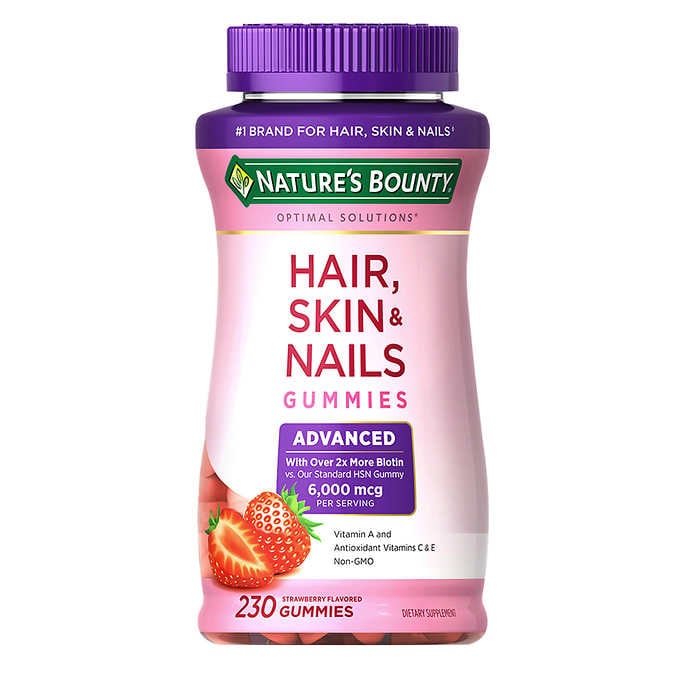 #1 BRAND FOR HAIR, SKIN & NAILS¹
NATURE'S BOUNTY®
OPTIMAL SOLUTIONS®
HAIR,
SKIN &
NAILS
GUMMIES
ADVANCED
With Over 2x More Biotin
vs. Our Standard HSN Gummy
6,000 mcg
PER SERVING
Vitamin A and
Antioxidant Vitamins C & E
Non-GMO
230 STRAWBERRY FLAVORED
GUMMIES
DIETARY SUPPLEMENT